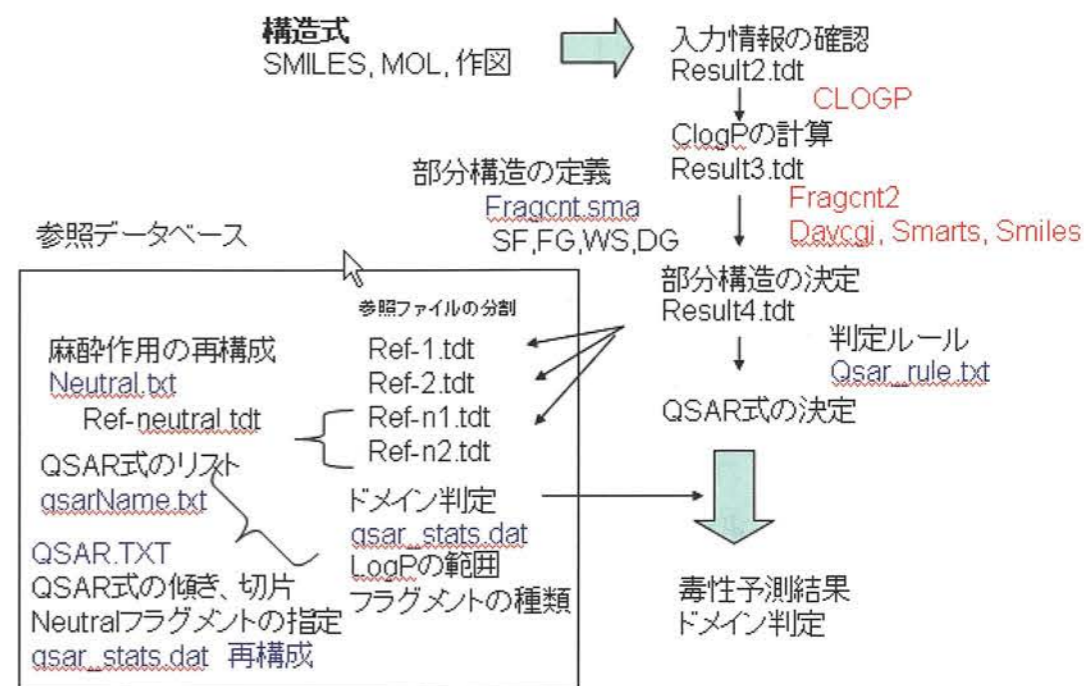 構造式
SMILES, MOL, 作図
入力情報の確認
Result2.tdt
CLOGP
ClogPの計算
Result3.tdt
部分構造の定義
Fragcnt.sma
SF,FG,WS,DG
Fragcnt2
Davcgi, Smarts, Smiles
部分構造の決定
Result4.tdt
判定ルール
Qsar_rule.txt
QSAR式の決定
毒性予測結果
ドメイン判定
参照データベース
参照ファイルの分割
麻酔作用の再構成
Neutral.txt
Ref-neutral.tdt
QSAR式のリスト
qsarName.txt
QSAR.TXT
QSAR式の傾き、切片
Neutralフラグメントの指定
qsar_stats.dat 再構成
Ref-1.tdt
Ref-2.tdt
Ref-n1.tdt
Ref-n2.tdt
ドメイン判定
qsar_stats.dat
LogPの範囲
フラグメントの種類